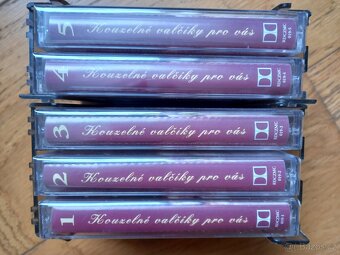 5 Kouzelné valčíky pro vás
4 Kouzelné valčíky pro vás
3 Kouzelné valčíky pro vás
2 Kouzelné valčíky pro vás
1 Kouzelné valčíky pro vás